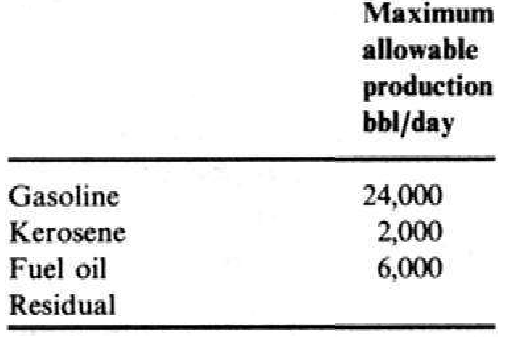 Maximum
allowable
production
bbl/day
Gasoline 24,000
Kerosene 2,000
Fuel oil 6,000
Residual